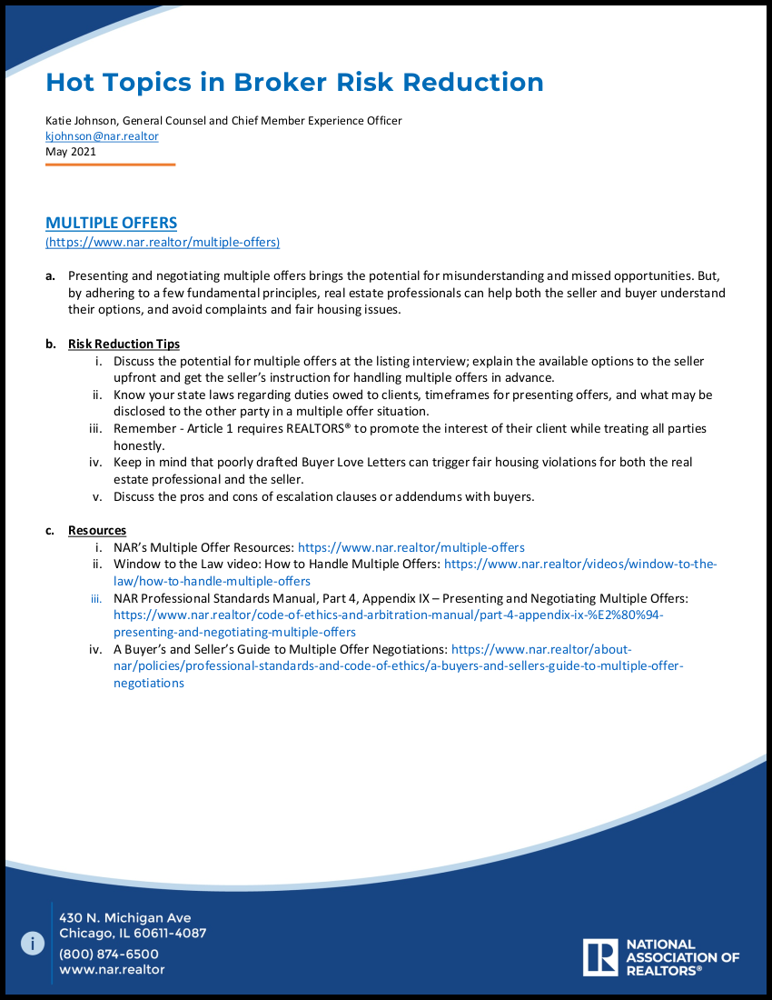 Hot Topics in Broker Risk Reduction
Katie Johnson, General Counsel and Chief Member Experience Officer
kjohnson@nar.realtor
May 2021
MULTIPLE OFFERS
(https://www.nar.realtor/multiple-offers)
a. Presenting and negotiating multiple offers brings the potential for misunderstanding and missed opportunities. But,
by adhering to a few fundamental principles, real estate professionals can help both the seller and buyer understand
their options, and avoid complaints and fair housing issues.
b. Risk Reduction Tips
i. Discuss the potential for multiple offers at the listing interview; explain the available options to the seller
upfront and get the seller’s instruction for handling multiple offers in advance.
ii. Know your state laws regarding duties owed to clients, timeframes for presenting offers, and what may be
disclosed to the other party in a multiple offer situation.
iii. Remember - Article 1 requires REALTORS® to promote the interest of their client while treating all parties
honestly.
iv. Keep in mind that poorly drafted Buyer Love Letters can trigger fair housing violations for both the real
estate professional and the seller.
v. Discuss the pros and cons of escalation clauses or addendums with buyers.
c. Resources
i. NAR’s Multiple Offer Resources: https://www.nar.realtor/multiple-offers
ii. Window to the Law video: How to Handle Multiple Offers: https://www.nar.realtor/videos/window-to-the-
law/how-to-handle-multiple-offers
iii. NAR Professional Standards Manual, Part 4, Appendix IX – Presenting and Negotiating Multiple Offers:
https://www.nar.realtor/code-of-ethics-and-arbitration-manual/part-4-appendix-ix-%E2%80%94-
presenting-and-negotiating-multiple-offers
iv. A Buyer’s and Seller’s Guide to Multiple Offer Negotiations: https://www.nar.realtor/about-
nar/policies/professional-standards-and-code-of-ethics/a-buyers-and-sellers-guide-to-multiple-offer-
negotiations
i
430 N. Michigan Ave
Chicago, IL 60611-4087
(800) 874-6500
www.nar.realtor
R
NATIONAL
ASSOCIATION OF
REALTORS®